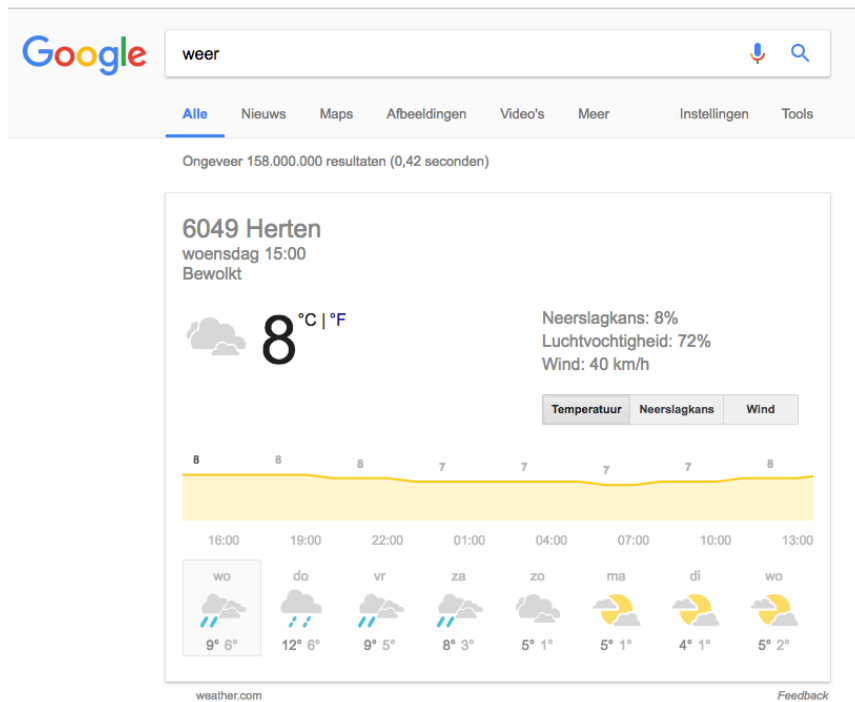 Google
weer
Alle Nieuws Maps Afbeeldingen Video's Meer Instellingen Tools
Ongeveer 158.000.000 resultaten (0,42 seconden)
6049 Herten
woensdag 15:00
Bewolkt
8 °C | °F
Neerslagkans: 8%
Luchtvochtigheid: 72%
Wind: 40 km/h
Temperatuur Neerslagkans Wind
8 8 8 7 7 7 7 8
16:00 19:00 22:00 01:00 04:00 07:00 10:00 13:00
wo do vr za zo ma di wo
9° 6° 12° 6° 9° 5° 8° 3° 5° 1° 5° 1° 4° 1° 5° 2°
weather.com Feedback